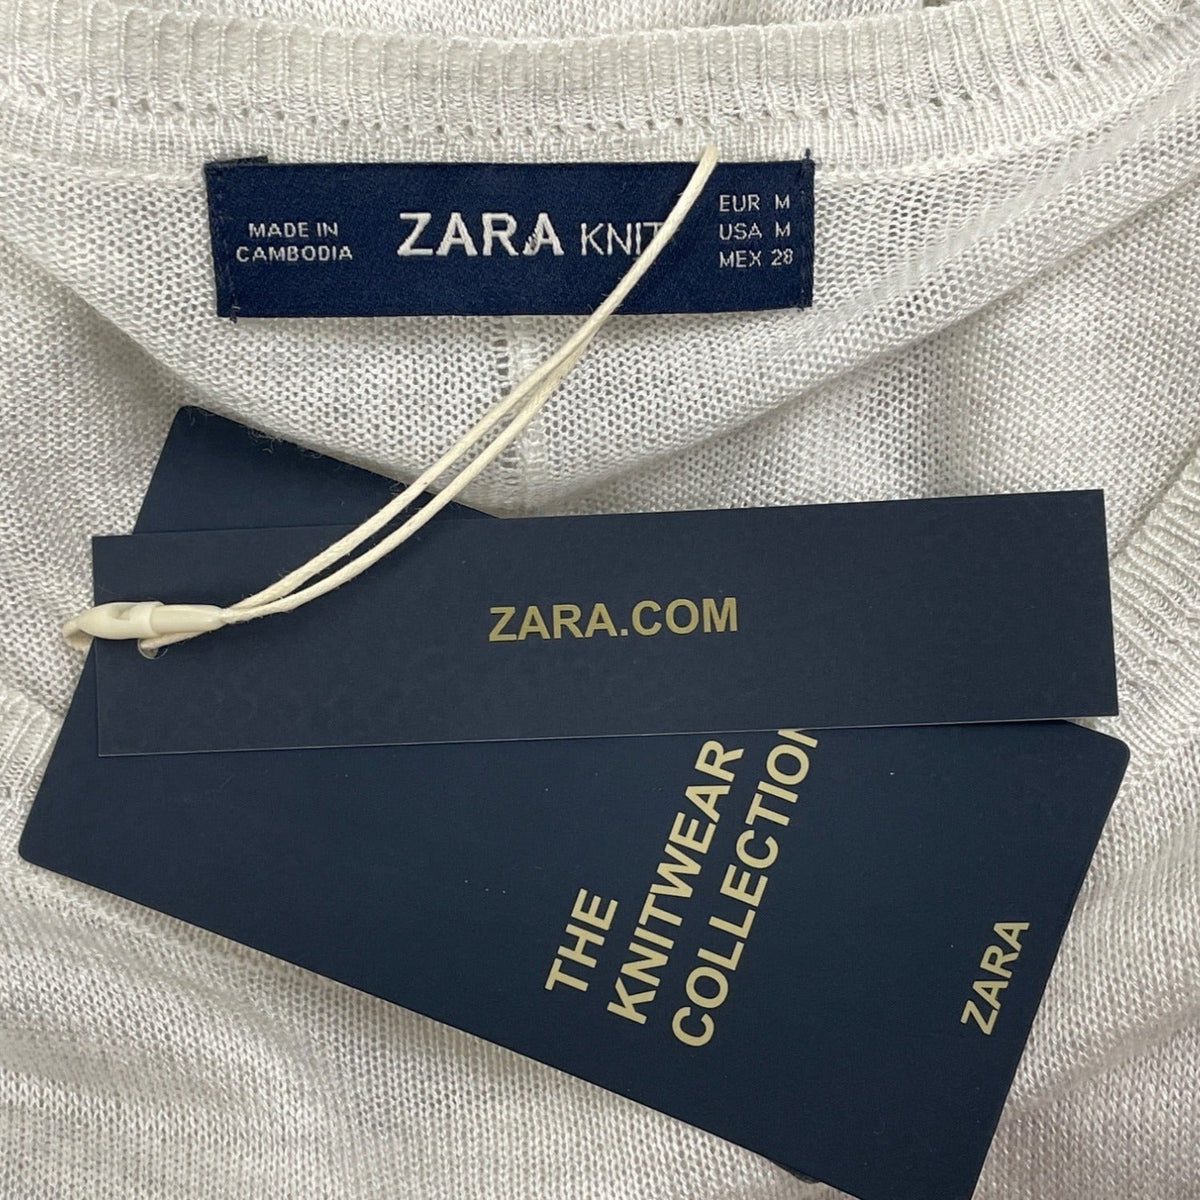 MADE IN
CAMBODIA
ZARA KNIT
EUR M
USA M
MEX 28
ZARA.COM
THE
KNITWEAR
COLLECTION
ZARA